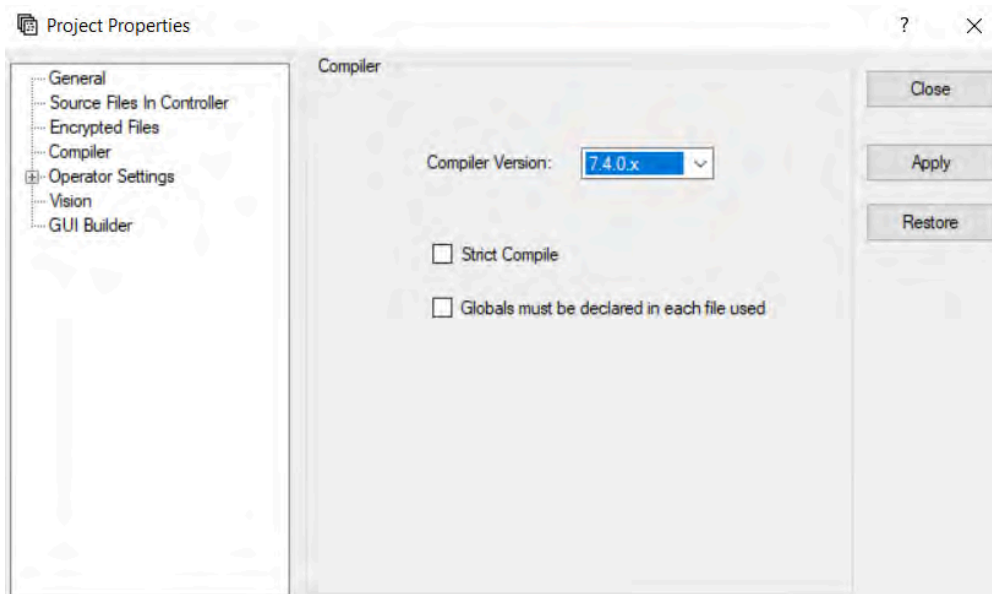 Project Properties
?
General
Source Files In Controller
Encrypted Files
Compiler
Operator Settings
Vision
GUI Builder
Compiler
Compiler Version: 7.4.0.x
Strict Compile
Globals must be declared in each file used
Close
Apply
Restore